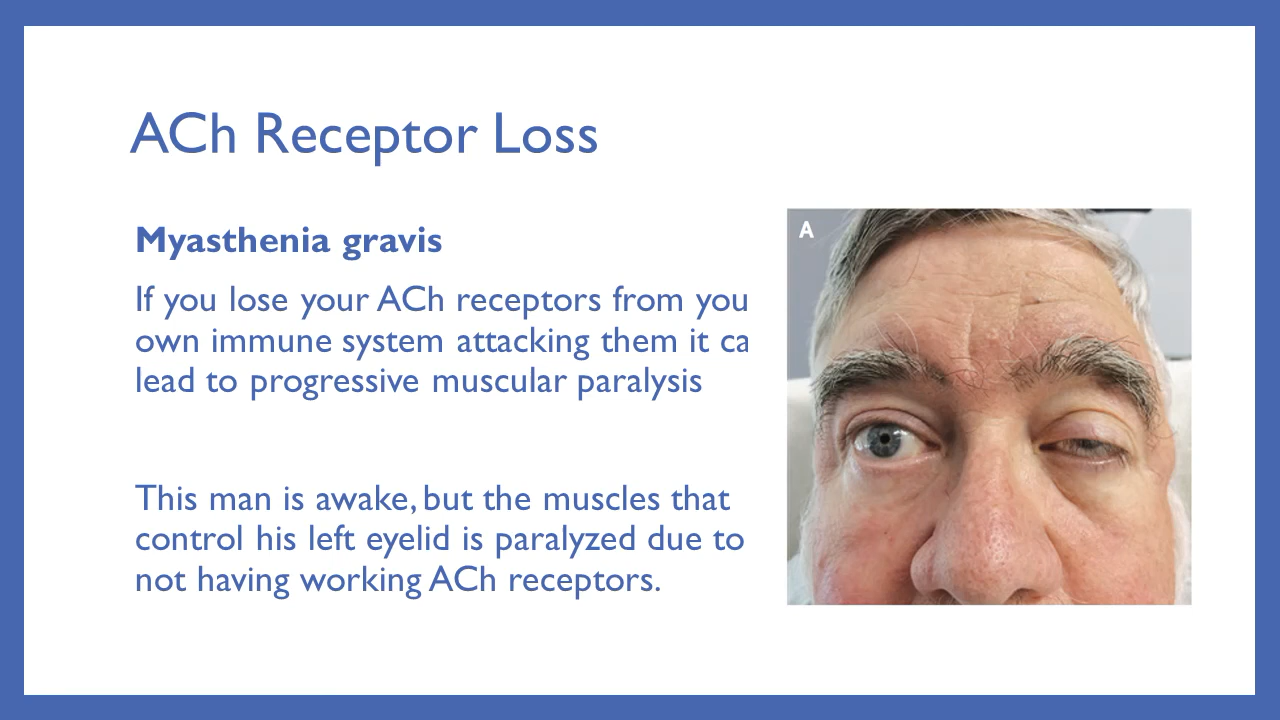 ACh Receptor Loss
Myasthenia gravis
If you lose your ACh receptors from you
own immune system attacking them it ca
lead to progressive muscular paralysis
This man is awake, but the muscles that
control his left eyelid is paralyzed due to
not having working ACh receptors.
A